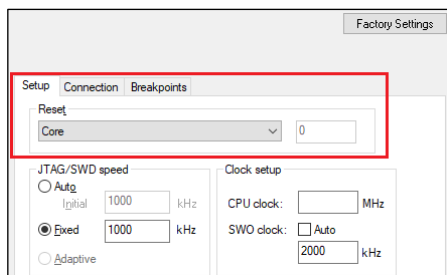 Factory Settings
Setup Connection Breakpoints
Reset
Core 0
JTAG/SWD speed Clock setup
Auto
Initial 1000 kHz CPU clock: MHz
Fixed 1000 kHz SWO clock: Auto
Adaptive 2000 kHz